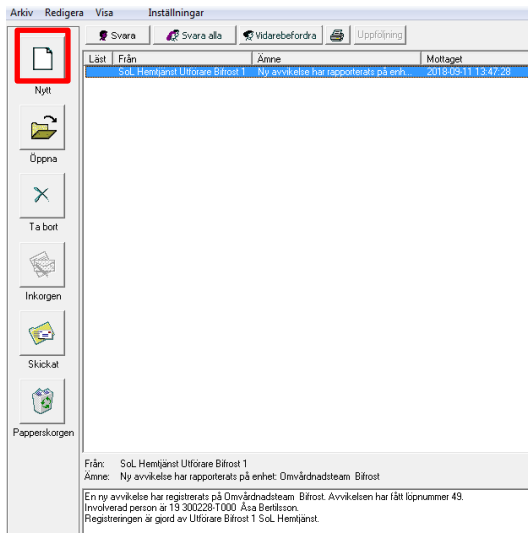 Arkiv Redigera Visa Inställningar
Svara Svara alla Vidarebefordra Uppföljning
Läst Från Ämne Mottaget
SoL Hemtjänst Utförare Bifrost 1 Ny avvikelse har rapporterats på enh... 2018-09-11 13:47:28
Nytt
Öppna
Ta bort
Inkorgen
Skickat
Papperskorgen
Från: SoL Hemtjänst Utförare Bifrost 1
Ämne: Ny avvikelse har rapporterats på enhet: Omvårdnadsteam Bifrost
En ny avvikelse har registrerats på Omvårdnadsteam Bifrost. Avvikelsen har fått löpnummer 49.
Involverad person är 19 300228-T000 Åsa Bertilsson.
Registreringen är gjord av Utförare Bifrost 1 SoL Hemtjänst.